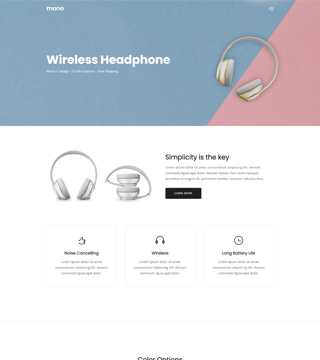 mono
Wireless Headphone
Modern Design · 5 Color Options · Free Shipping
Simplicity is the key
Lorem ipsum dolor sit amet, consectetur adipiscing elit. Aenean
commodo ligula eget dolor. Aenean massa. Cum sociis natoque
penatibus et magnis dis parturient montes, nascetur ridiculus mus.
LEARN MORE
Noise Cancelling
Wireless
Long Battery Life
Lorem ipsum dolor sit amet,
consectetuer adipiscing elit. Aenean
commodo ligula eget dolor.
Lorem ipsum dolor sit amet,
consectetuer adipiscing elit. Aenean
commodo ligula eget dolor.
Lorem ipsum dolor sit amet,
consectetuer adipiscing elit. Aenean
commodo ligula eget dolor.
Color Options